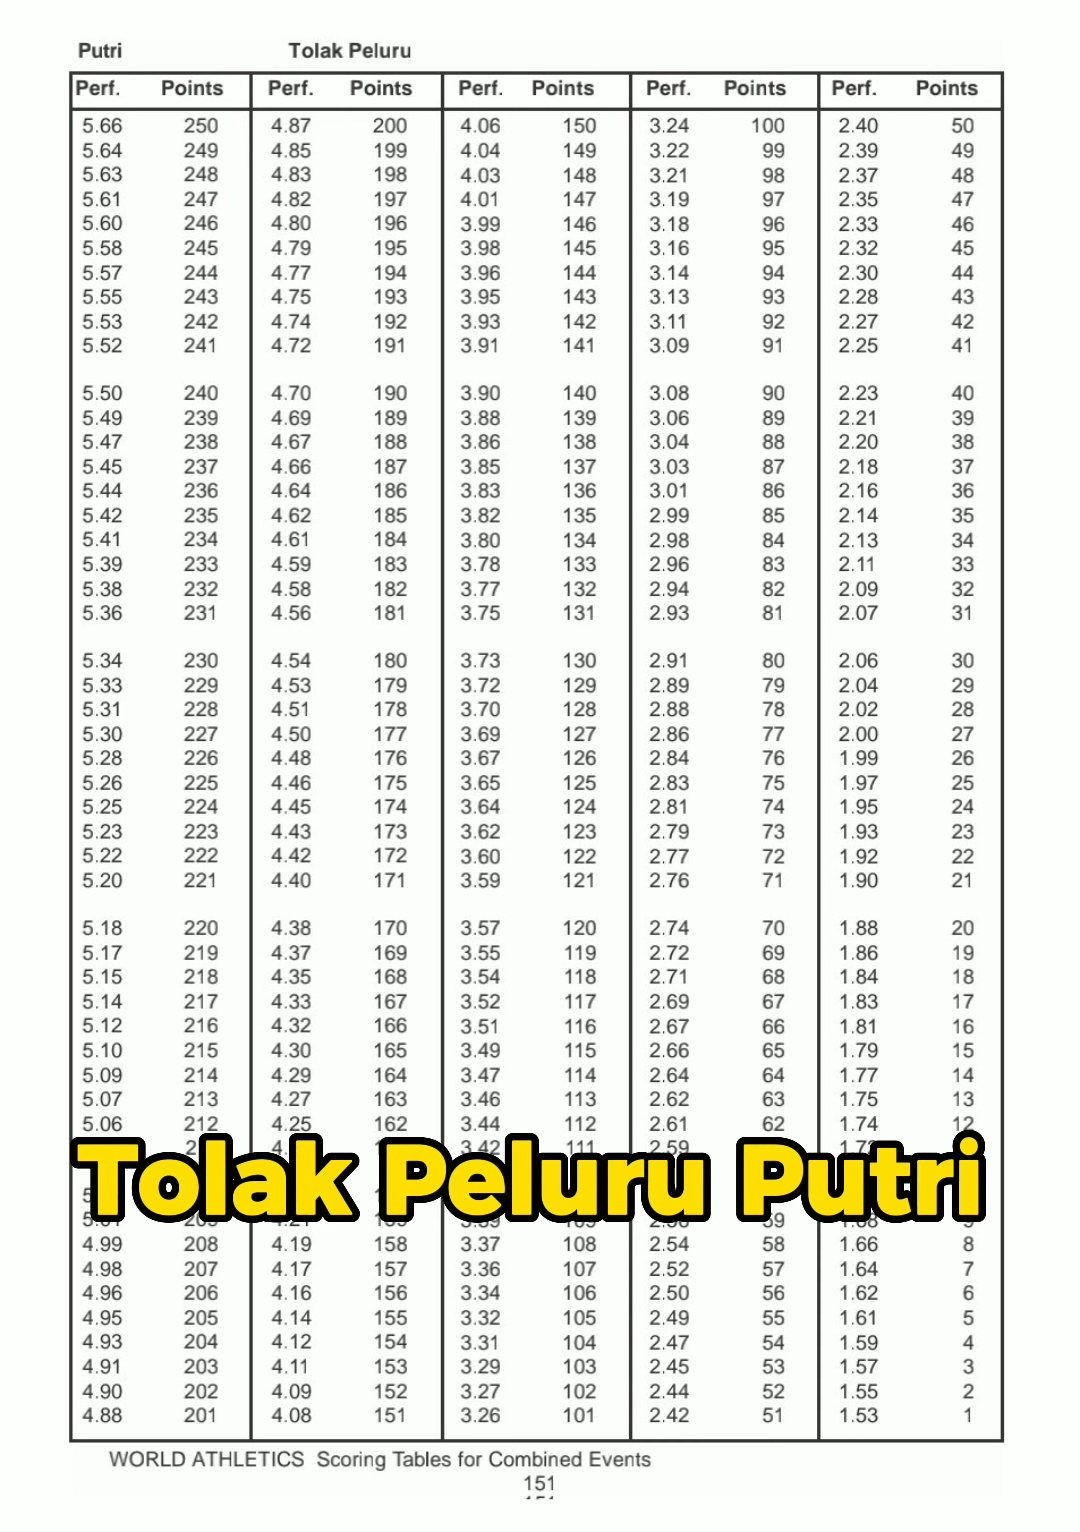 Putri Tolak Peluru
Perf. Points Perf. Points Perf. Points Perf. Points Perf. Points
5.66 250 4.87 200 4.06 150 3.24 100 2.40 50
5.64 249 4.85 199 4.04 149 3.22 99 2.39 49
5.63 248 4.83 198 4.03 148 3.21 98 2.37 48
5.61 247 4.82 197 4.01 147 3.19 97 2.35 47
5.60 246 4.80 196 3.99 146 3.18 96 2.33 46
5.58 245 4.79 195 3.98 145 3.16 95 2.32 45
5.57 244 4.77 194 3.96 144 3.14 94 2.30 44
5.55 243 4.75 193 3.95 143 3.13 93 2.28 43
5.53 242 4.74 192 3.93 142 3.11 92 2.27 42
5.52 241 4.72 191 3.91 141 3.09 91 2.25 41
5.50 240 4.70 190 3.90 140 3.08 90 2.23 40
5.49 239 4.69 189 3.88 139 3.06 89 2.21 39
5.47 238 4.67 188 3.86 138 3.04 88 2.20 38
5.45 237 4.66 187 3.85 137 3.03 87 2.18 37
5.44 236 4.64 186 3.83 136 3.01 86 2.16 36
5.42 235 4.62 185 3.82 135 2.99 85 2.14 35
5.41 234 4.61 184 3.80 134 2.98 84 2.13 34
5.39 233 4.59 183 3.78 133 2.96 83 2.11 33
5.38 232 4.58 182 3.77 132 2.94 82 2.09 32
5.36 231 4.56 181 3.75 131 2.93 81 2.07 31
5.34 230 4.54 180 3.73 130 2.91 80 2.06 30
5.33 229 4.53 179 3.72 129 2.89 79 2.04 29
5.31 228 4.51 178 3.70 128 2.88 78 2.02 28
5.30 227 4.50 177 3.69 127 2.86 77 2.00 27
5.28 226 4.48 176 3.67 126 2.84 76 1.99 26
5.26 225 4.46 175 3.65 125 2.83 75 1.97 25
5.25 224 4.45 174 3.64 124 2.81 74 1.95 24
5.23 223 4.43 173 3.62 123 2.79 73 1.93 23
5.22 222 4.42 172 3.60 122 2.77 72 1.92 22
5.20 221 4.40 171 3.59 121 2.76 71 1.90 21
5.18 220 4.38 170 3.57 120 2.74 70 1.88 20
5.17 219 4.37 169 3.55 119 2.72 69 1.86 19
5.15 218 4.35 168 3.54 118 2.71 68 1.84 18
5.14 217 4.33 167 3.52 117 2.69 67 1.83 17
5.12 216 4.32 166 3.51 116 2.67 66 1.81 16
5.10 215 4.30 165 3.49 115 2.66 65 1.79 15
5.09 214 4.29 164 3.47 114 2.64 64 1.77 14
5.07 213 4.27 163 3.46 113 2.62 63 1.75 13
5.06 212 4.25 162 3.44 112 2.61 62 1.74 12
3.42 111 2.59
Tolak Peluru Putri
4.99 208 4.19 158 3.37 108 2.54 58 1.66 8
4.98 207 4.17 157 3.36 107 2.52 57 1.64 7
4.96 206 4.16 156 3.34 106 2.50 56 1.62 6
4.95 205 4.14 155 3.32 105 2.49 55 1.61 5
4.93 204 4.12 154 3.31 104 2.47 54 1.59 4
4.91 203 4.11 153 3.29 103 2.45 53 1.57 3
4.90 202 4.09 152 3.27 102 2.44 52 1.55 2
4.88 201 4.08 151 3.26 101 2.42 51 1.53 1
WORLD ATHLETICS Scoring Tables for Combined Events
151